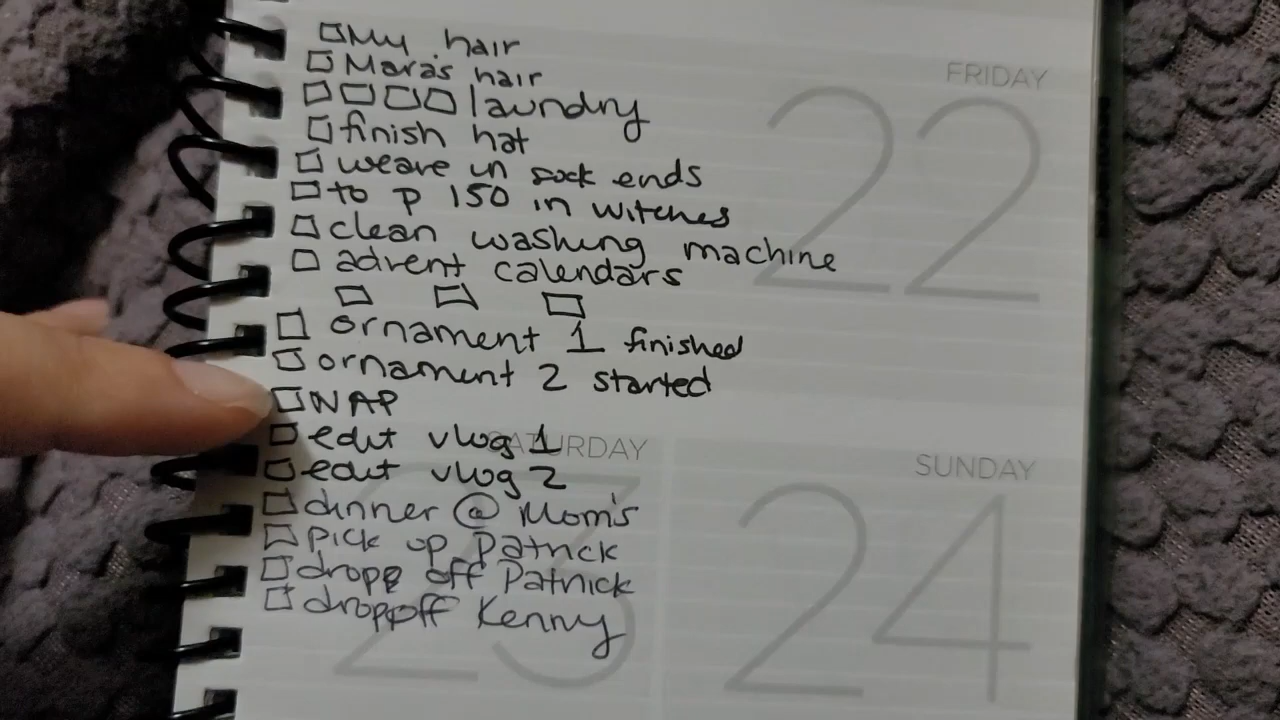 My hair
Mara's hair
laundry
finish hat
weave in sock ends
to p 150 in witches
clean washing machine
advent calendars
ornament 1 finished
ornament 2 started
NAP
edit vlog 1
edit vlog 2
dinner @ Mom's
pick up Patrick
drop off Patrick
dropoff Kenny
FRIDAY
22
SATURDAY
23
SUNDAY
24